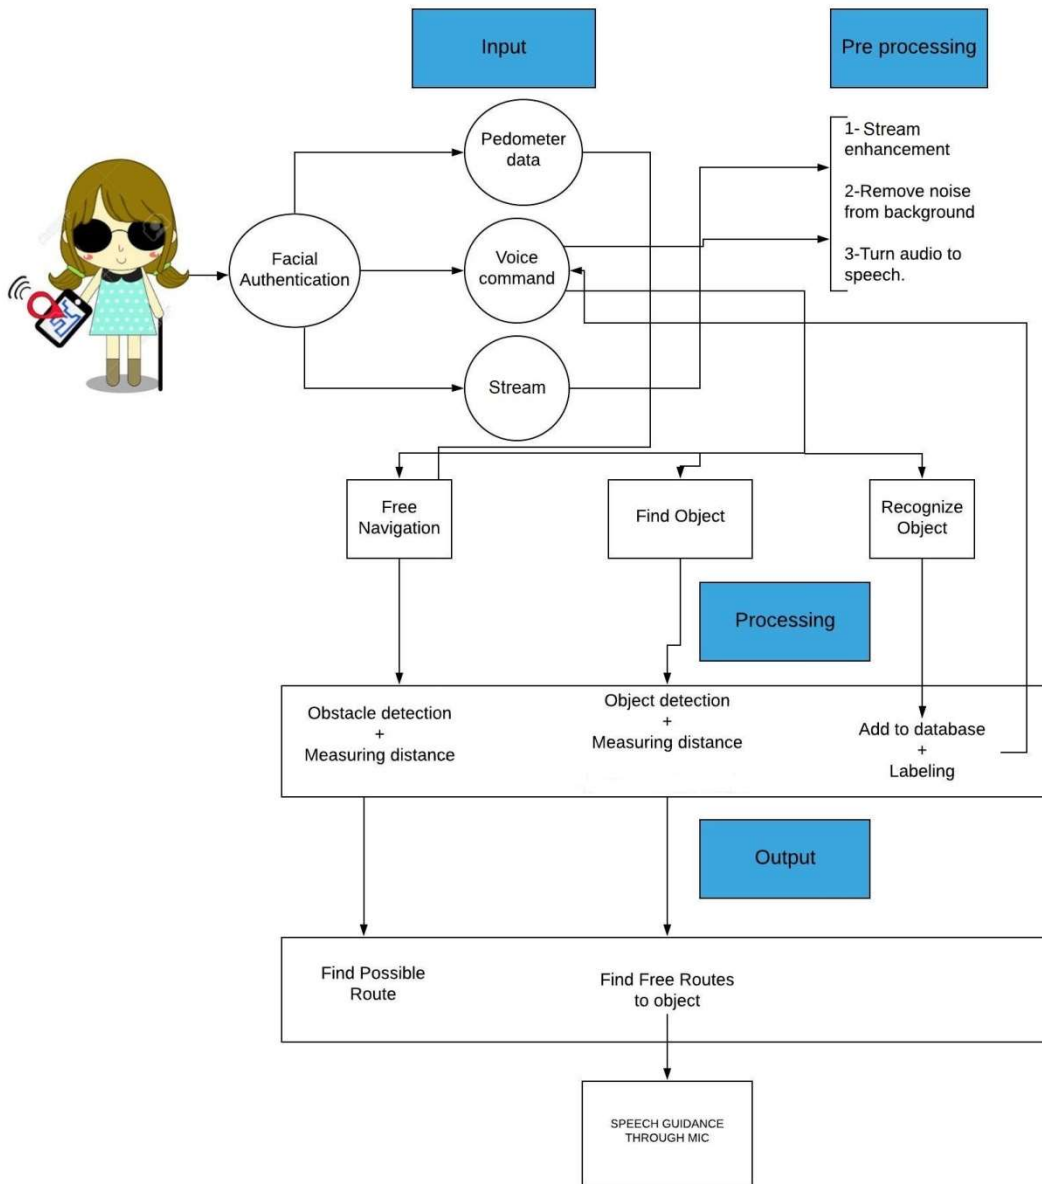 Input
Pre processing
Pedometer
data
1- Stream
enhancement
2-Remove noise
from background
3-Turn audio to
speech.
Facial
Authentication
Voice
command
Stream
Free
Navigation
Find Object
Recognize
Object
Processing
Obstacle detection
+
Measuring distance
Object detection
+
Measuring distance
Add to database
+
Labeling
Output
Find Possible
Route
Find Free Routes
to object
SPEECH GUIDANCE
THROUGH MIC